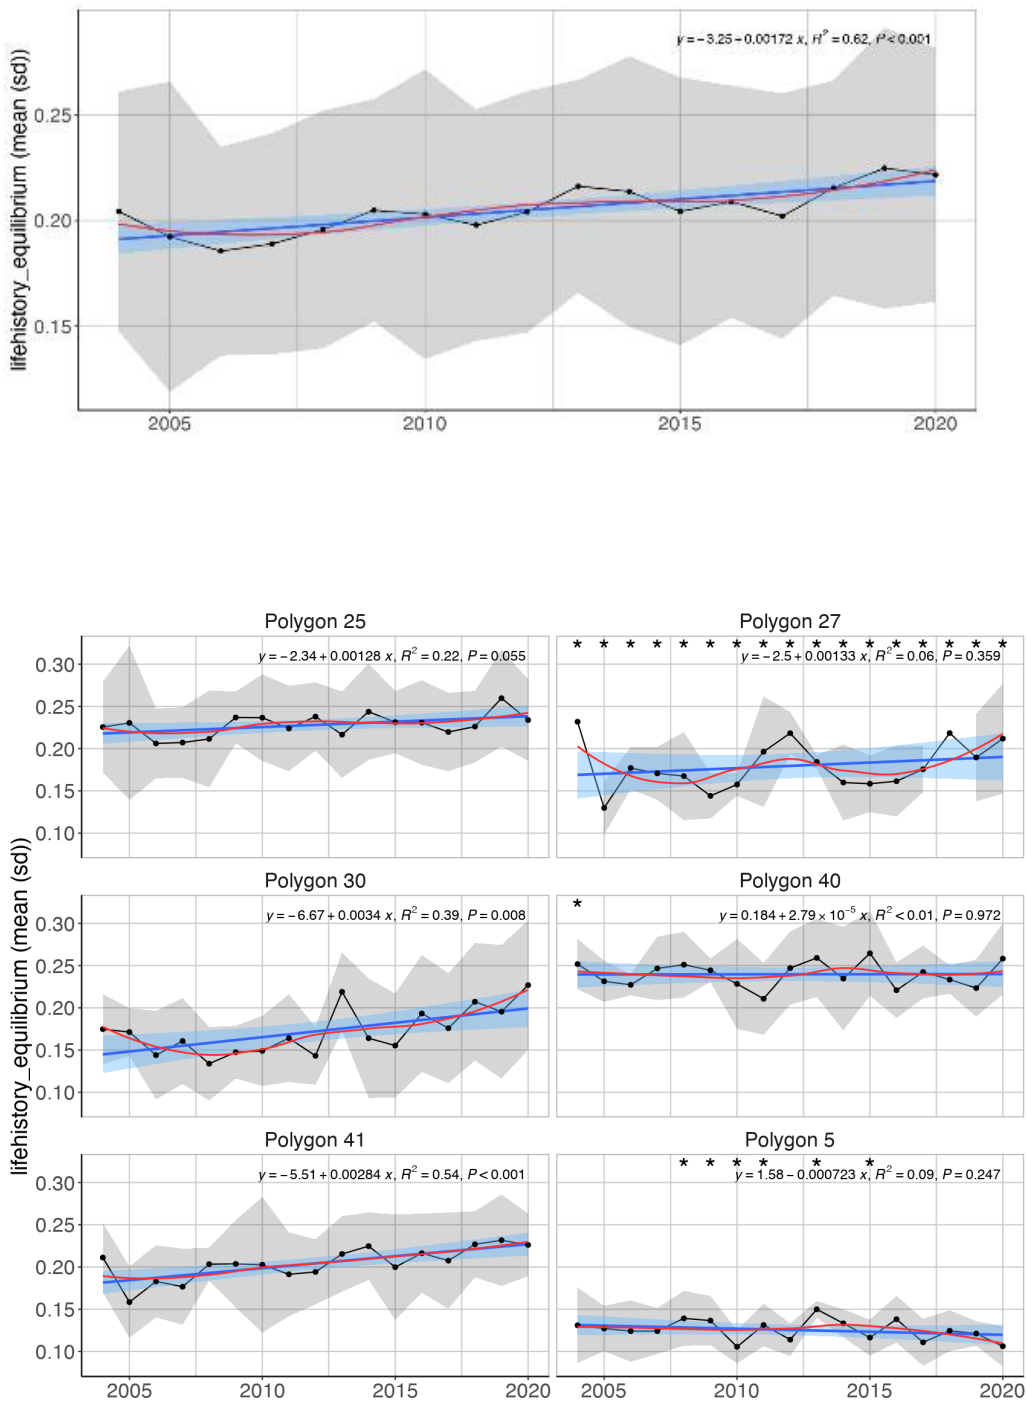 y = −3.25 + 0.00172 x, R² = 0.62, P < 0.001
lifehistory_equilibrium (mean (sd))
0.25
0.20
0.15
2005 2010 2015 2020
Polygon 25 Polygon 27
* * * * * * * * * * * * * * * * *
y = −2.34 + 0.00128 x, R² = 0.22, P = 0.055 y = −2.5 + 0.00133 x, R² = 0.06, P = 0.359
0.30
0.25
0.20
0.15
0.10
lifehistory_equilibrium (mean (sd))
Polygon 30 Polygon 40
*
y = −6.67 + 0.0034 x, R² = 0.39, P = 0.008 y = 0.184 + 2.79 × 10⁻⁵ x, R² < 0.01, P = 0.972
0.30
0.25
0.20
0.15
0.10
Polygon 41 Polygon 5
* * * * * *
y = −5.51 + 0.00284 x, R² = 0.54, P < 0.001 y = 1.58 − 0.000723 x, R² = 0.09, P = 0.247
0.30
0.25
0.20
0.15
0.10
2005 2010 2015 2020 2005 2010 2015 2020